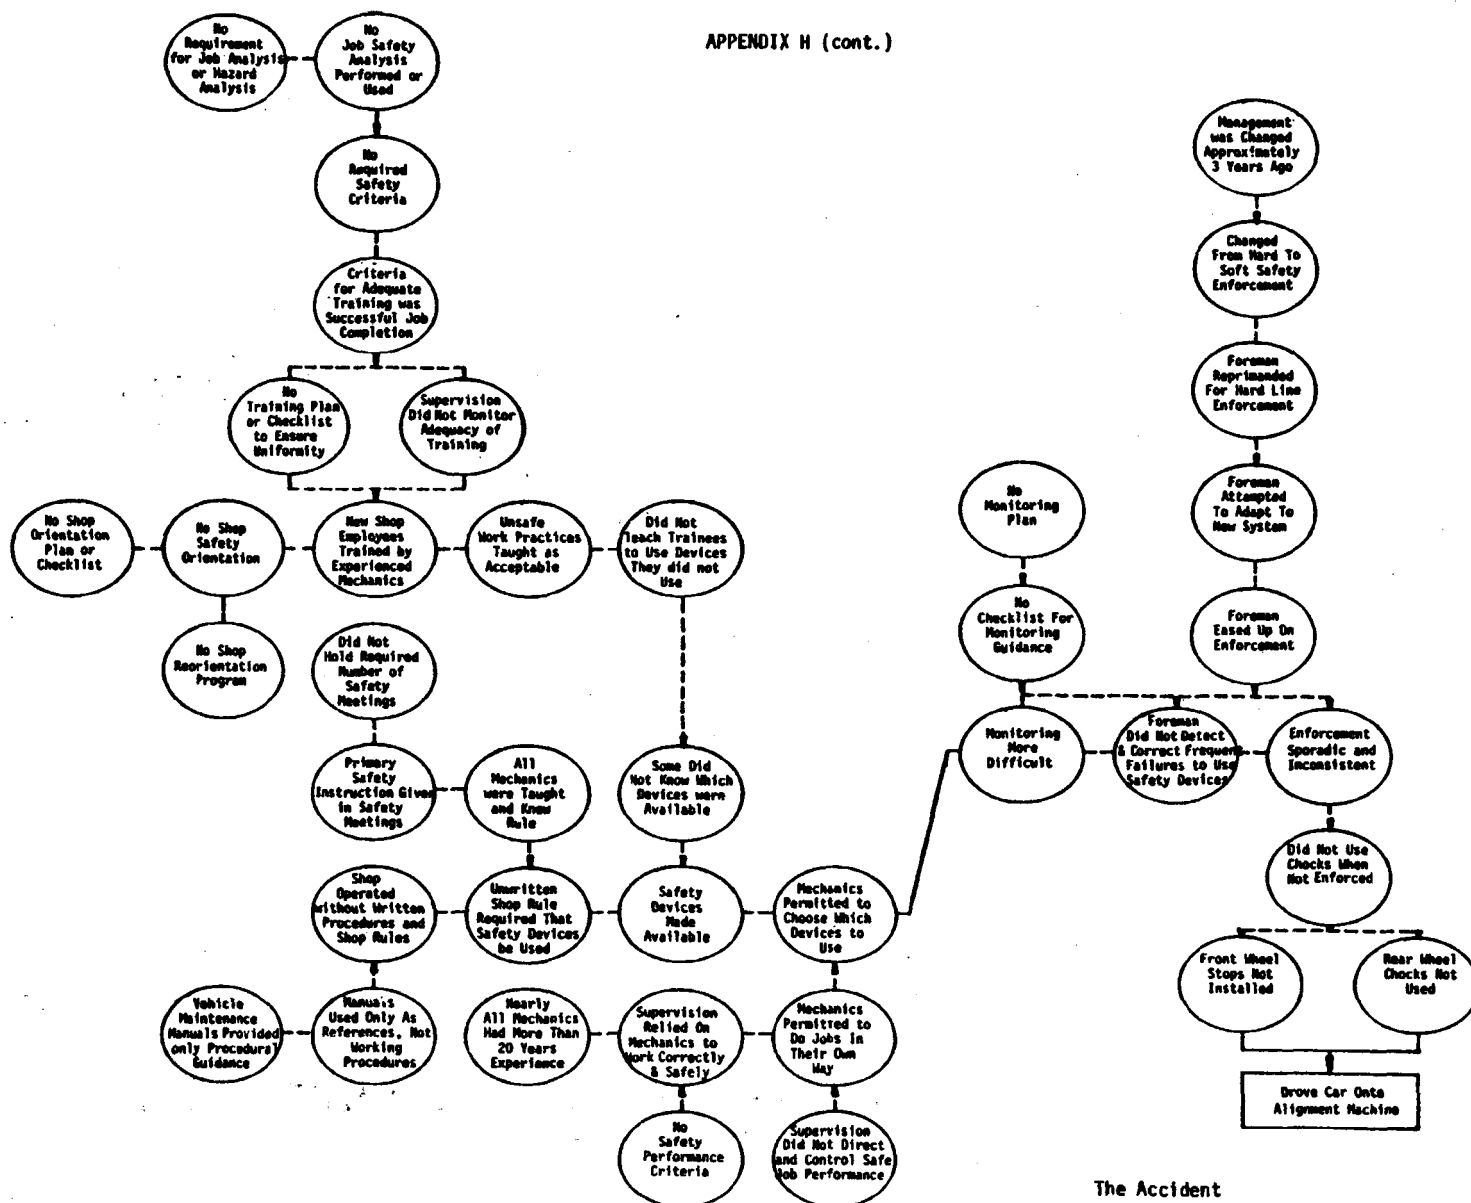 APPENDIX H (cont.)
No
Requirement
for Job Analysis
or Hazard
Analysis
No
Job Safety
Analysis
Performed or
Used
No
Required
Safety
Criteria
Criteria
for Adequate
Training was
Successful Job
Completion
No
Training Plan
or Checklist
to Ensure
Uniformity
Supervision
Did Not Monitor
Adequacy of
Training
No Shop
Orientation
Plan or
Checklist
No Shop
Safety
Orientation
New Shop
Employees
Trained by
Experienced
Mechanics
Unsafe
Work Practices
Taught as
Acceptable
Did Not
Teach Trainees
to Use Devices
They did not
Use
No Shop
Reorientation
Program
Did Not
Hold Required
Number of
Safety
Meetings
Primary
Safety
Instruction Given
in Safety
Meetings
All
Mechanics
were Taught
and Knew
Rule
Some Did
Not Know Which
Devices were
Available
Shop
Operated
without Written
Procedures and
Shop Rules
Unwritten
Shop Rule
Required That
Safety Devices
be Used
Safety
Devices
Made
Available
Mechanics
Permitted to
Choose Which
Devices to
Use
Vehicle
Maintenance
Manuals Provided
only Procedural
Guidance
Manuals
Used Only As
References, Not
Working
Procedures
Nearly
All Mechanics
Had More Than
20 Years
Experience
Supervision
Relied On
Mechanics to
Work Correctly
& Safely
Mechanics
Permitted to
Do Jobs in
Their Own
Way
No
Safety
Performance
Criteria
Supervision
Did Not Direct
and Control Safe
Job Performance
Management
was Changed
Approximately
3 Years Ago
Changed
From Hard To
Soft Safety
Enforcement
Foreman
Reprimanded
For Hard Line
Enforcement
Foreman
Attempted
To Adapt To
New System
Foreman
Eased Up On
Enforcement
No
Monitoring
Plan
No
Checklist For
Monitoring
Guidance
Monitoring
More
Difficult
Foreman
Did Not Detect
& Correct Frequent
Failures to Use
Safety Devices
Enforcement
Sporadic and
Inconsistent
Did Not Use
Chocks When
Not Enforced
Front Wheel
Stops Not
Installed
Rear Wheel
Chocks Not
Used
Drove Car Onto
Alignment Machine
The Accident